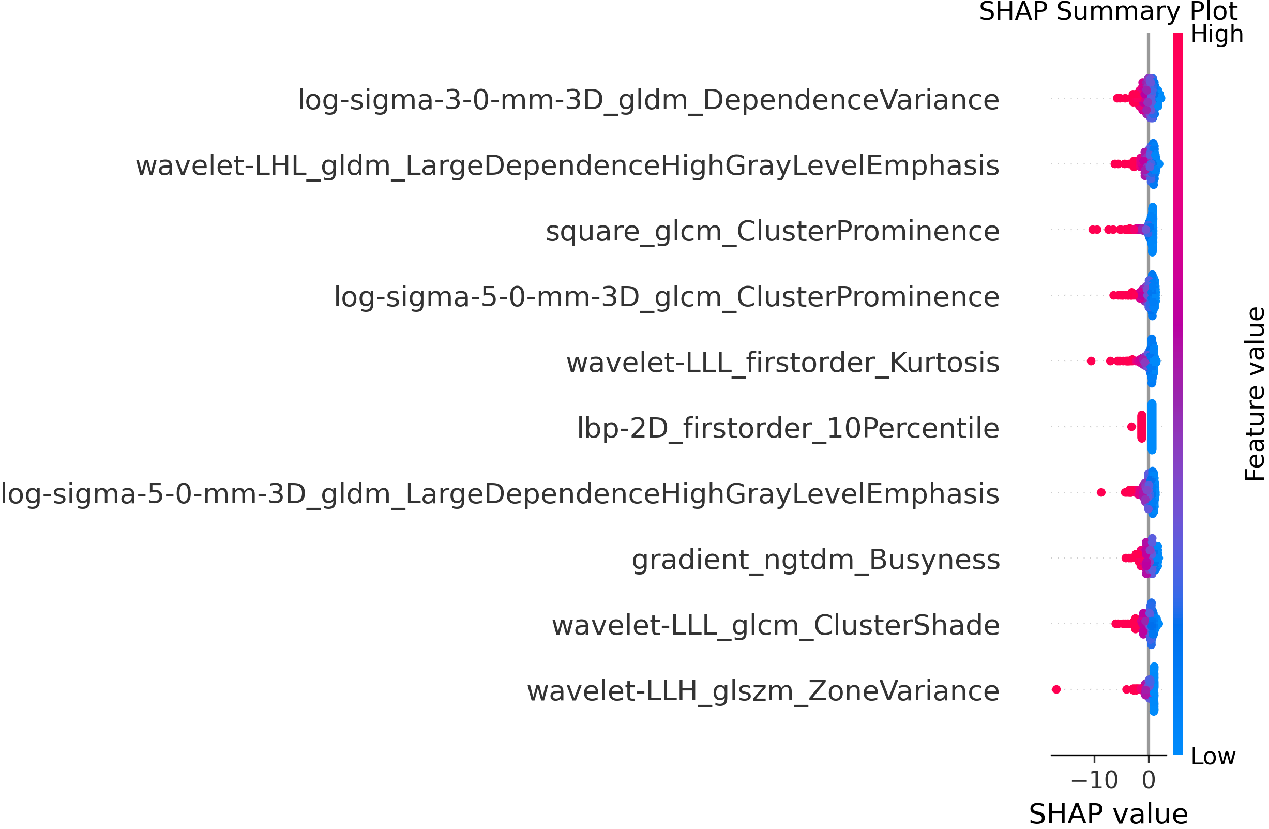 SHAP Summary Plot
High
log-sigma-3-0-mm-3D_gldm_DependenceVariance
wavelet-LHL_gldm_LargeDependenceHighGrayLevelEmphasis
square_glcm_ClusterProminence
log-sigma-5-0-mm-3D_glcm_ClusterProminence
wavelet-LLL_firstorder_Kurtosis
lbp-2D_firstorder_10Percentile
log-sigma-5-0-mm-3D_gldm_LargeDependenceHighGrayLevelEmphasis
gradient_ngtdm_Busyness
wavelet-LLL_glcm_ClusterShade
wavelet-LLH_glszm_ZoneVariance
Feature value
Low
−10 0
SHAP value